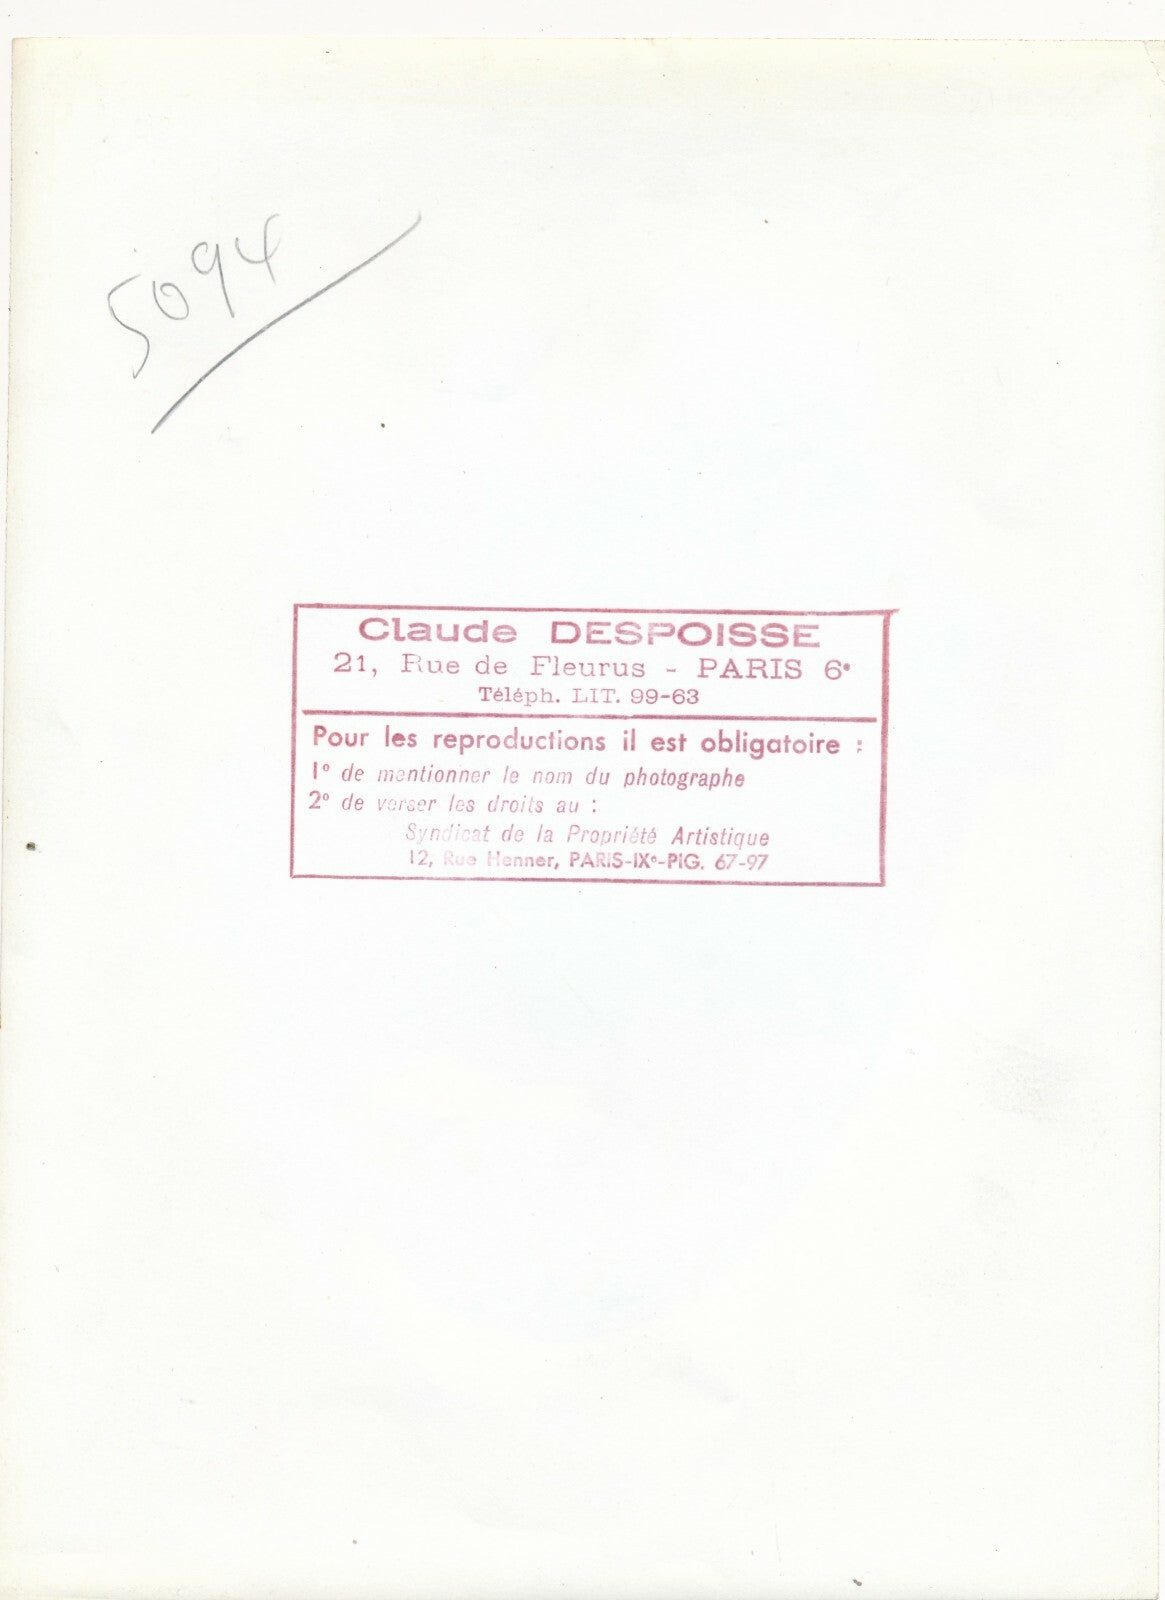 5094
Claude DESPOISSE
21, Rue de Fleurus - PARIS 6e
Téléph. LIT. 99-63
Pour les reproductions il est obligatoire :
1° de mentionner le nom du photographe
2° de verser les droits au :
Syndicat de la Propriété Artistique
12, Rue Henner, PARIS-IXe-PIG. 67-97